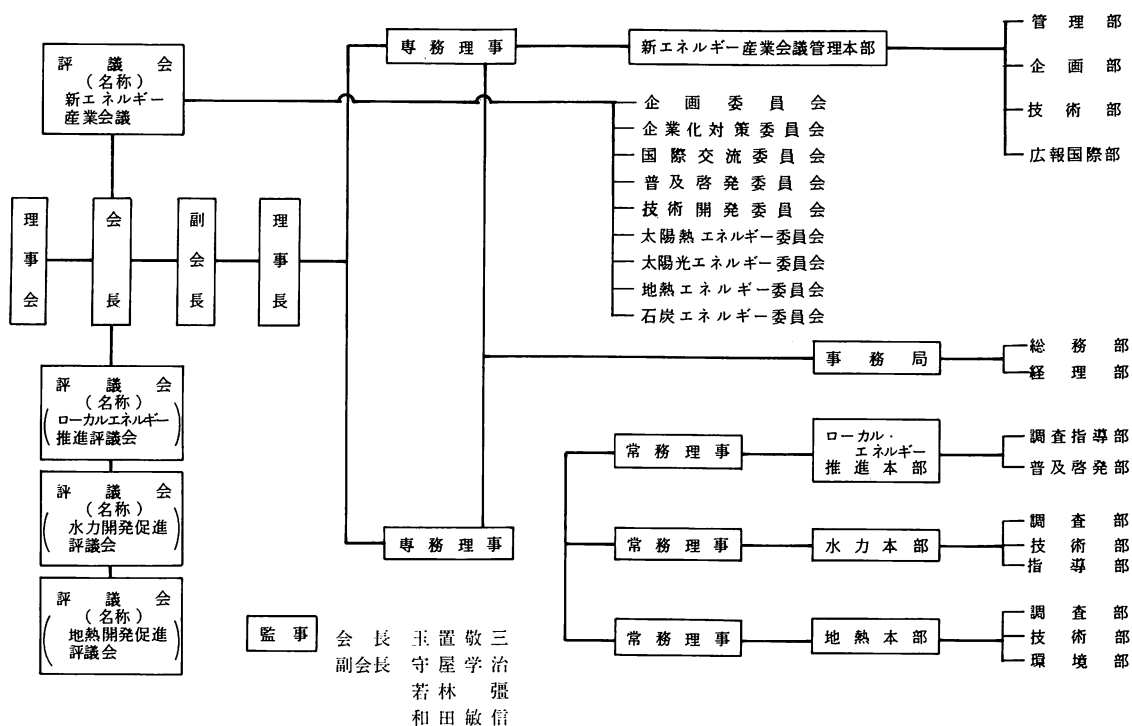 評議会
（名称）
新エネルギー
産業会議
専務理事
新エネルギー産業会議管理本部
管理部
企画部
技術部
広報国際部
企画委員会
企業化対策委員会
国際交流委員会
普及啓発委員会
技術開発委員会
太陽熱エネルギー委員会
太陽光エネルギー委員会
地熱エネルギー委員会
石炭エネルギー委員会
理事会
会長
副会長
理事長
事務局
総務部
経理部
評議会
（名称）
（ローカルエネルギー
推進評議会）
評議会
（名称）
（水力開発促進
評議会）
評議会
（名称）
（地熱開発促進
評議会）
専務理事
常務理事
ローカル・
エネルギー
推進本部
調査指導部
普及啓発部
常務理事
水力本部
調査部
技術部
指導部
常務理事
地熱本部
調査部
技術部
環境部
監事
会長 玉置敬三
副会長 守屋学治
若林彊
和田敏信